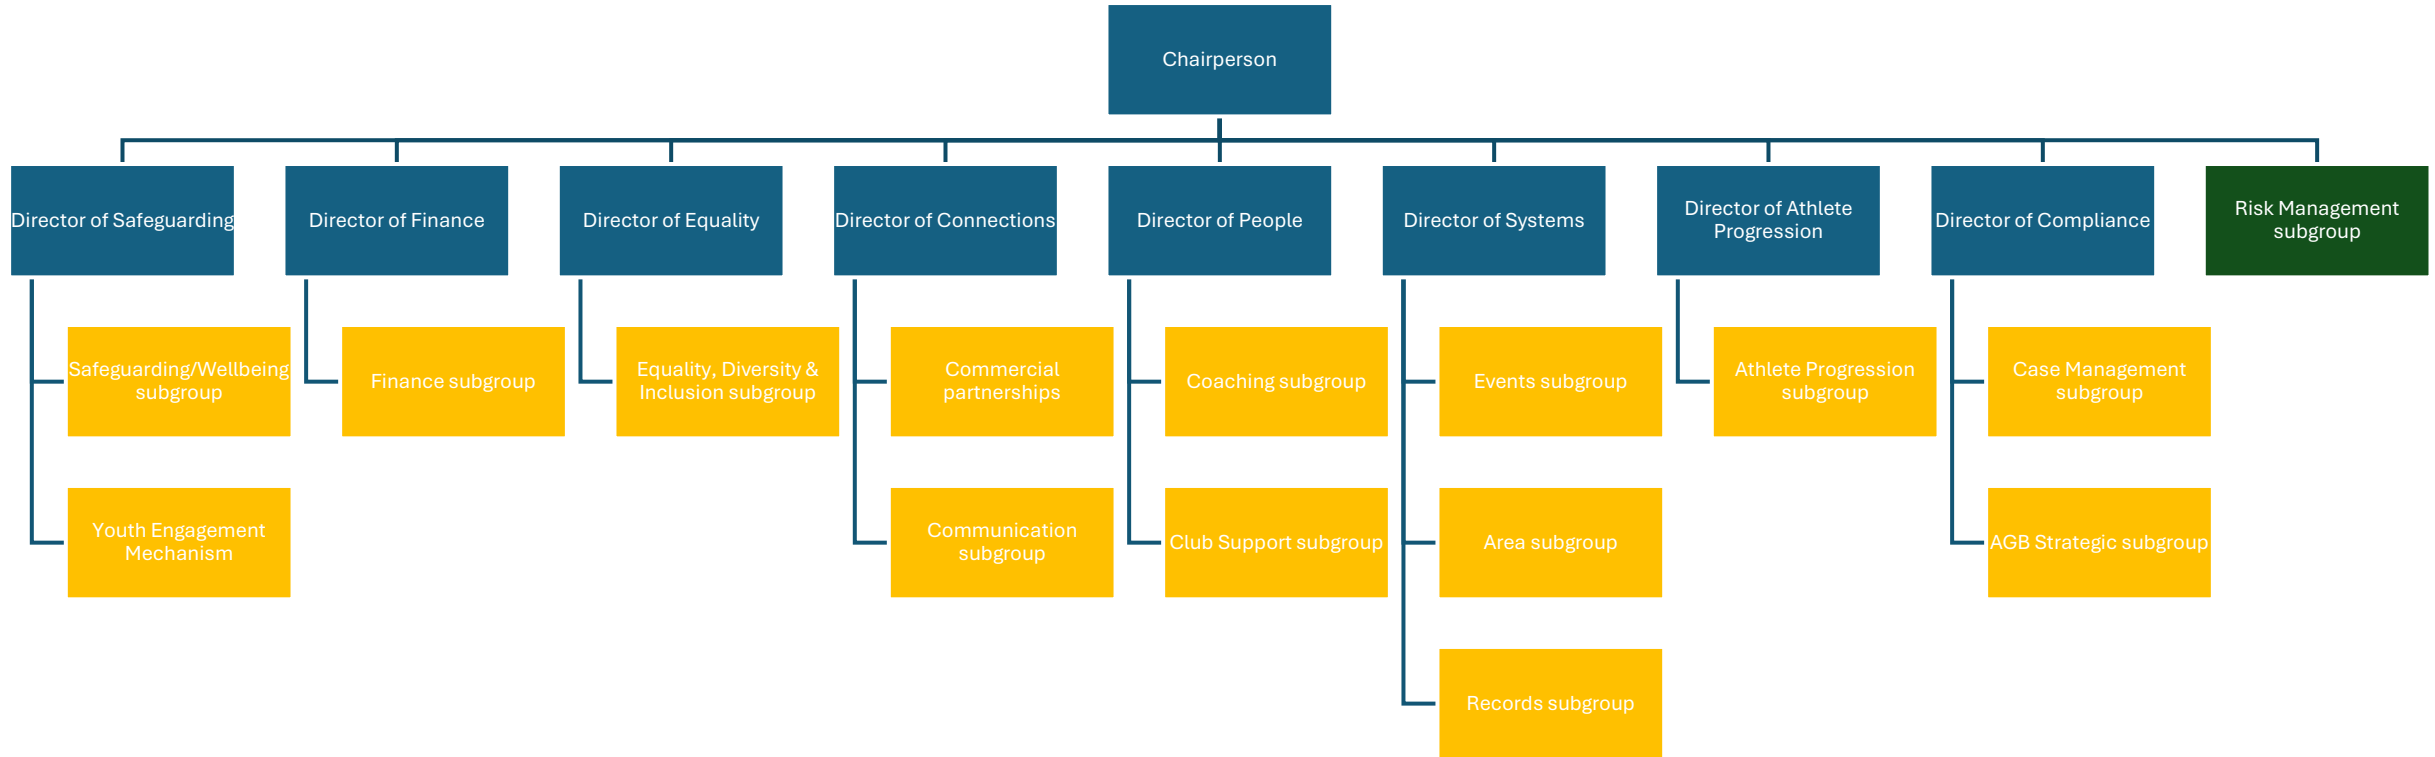 Chairperson
Director of Safeguarding
Director of Finance
Director of Equality
Director of Connections
Director of People
Director of Systems
Director of Athlete
Progression
Director of Compliance
Risk Management
subgroup
Safeguarding/Wellbeing
subgroup
Finance subgroup
Equality, Diversity &
Inclusion subgroup
Commercial
partnerships
Coaching subgroup
Events subgroup
Athlete Progression
subgroup
Case Management
subgroup
Youth Engagement
Mechanism
Communication
subgroup
Club Support subgroup
Area subgroup
AGB Strategic subgroup
Records subgroup